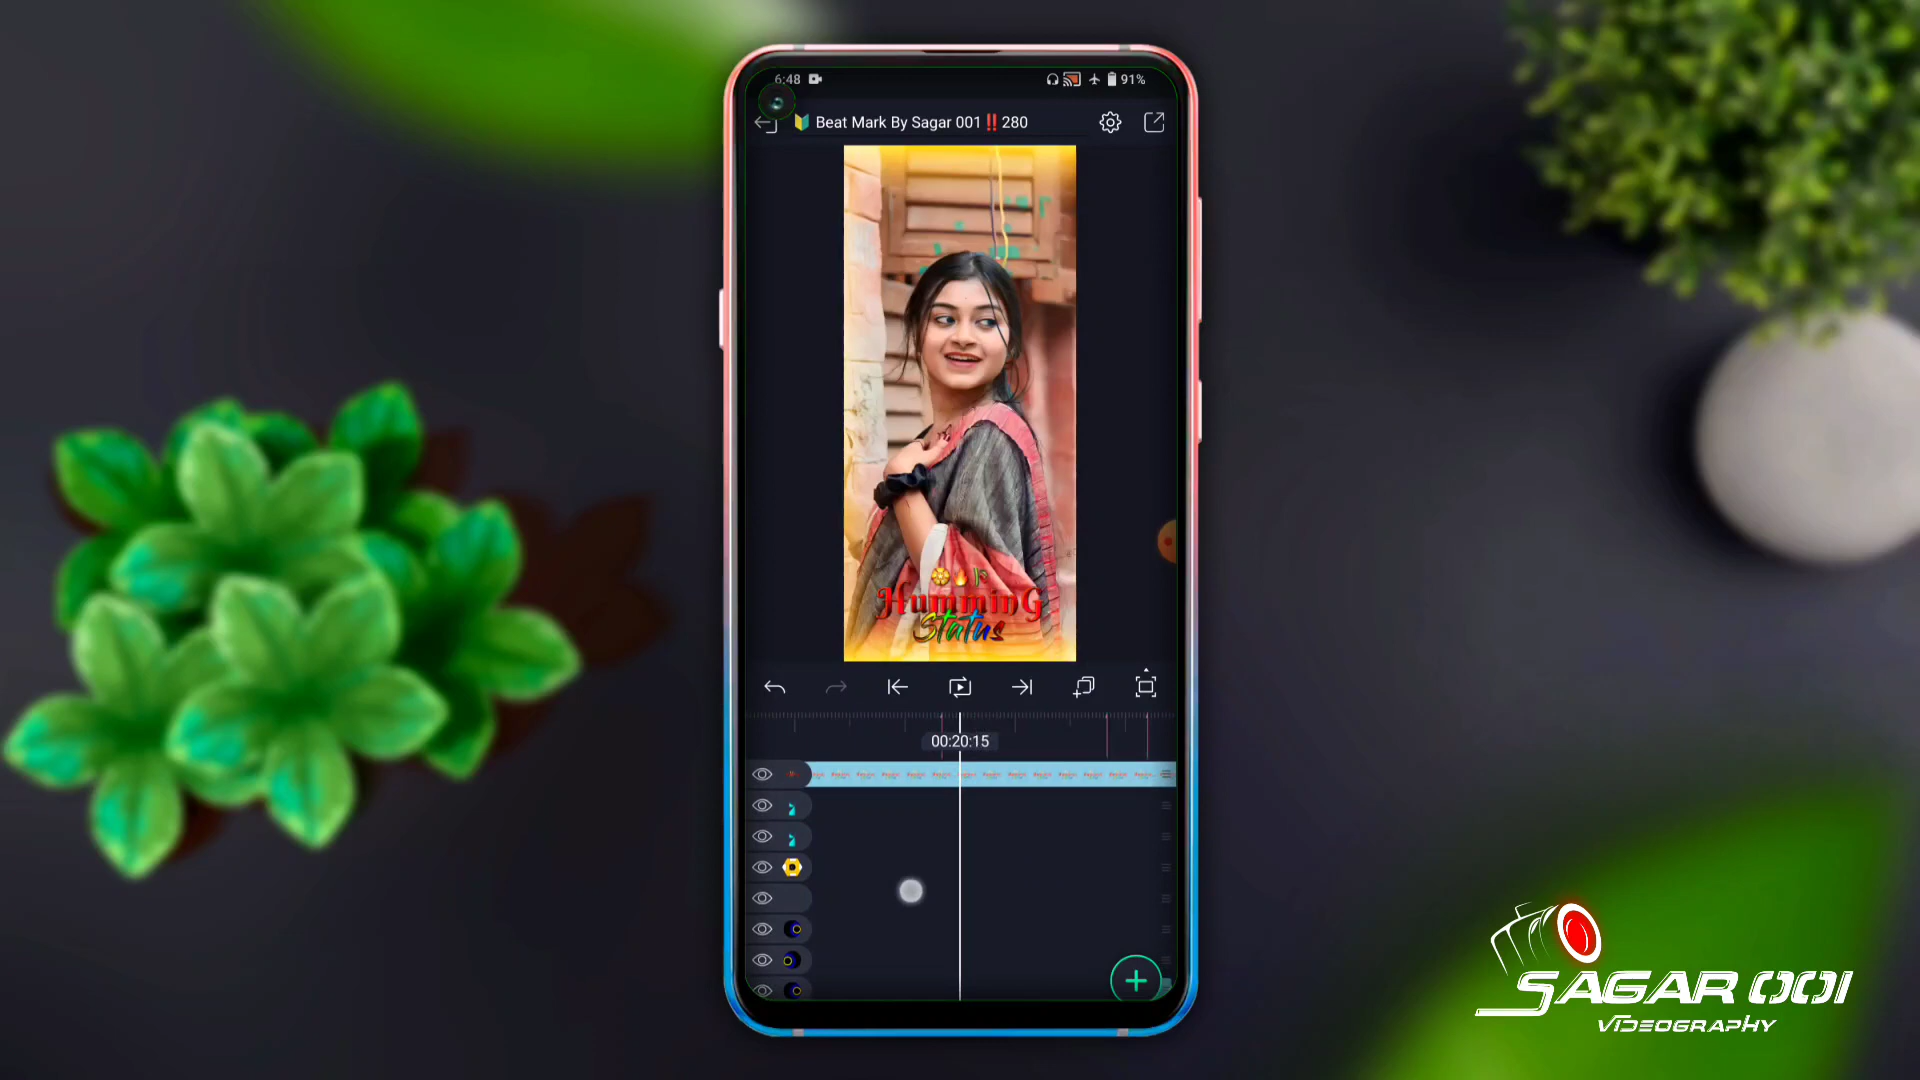 6:48
91%
Beat Mark By Sagar 001‼️280
HumminG
Status
00:20:15
SAGAR 001
VIDEOGRAPHY